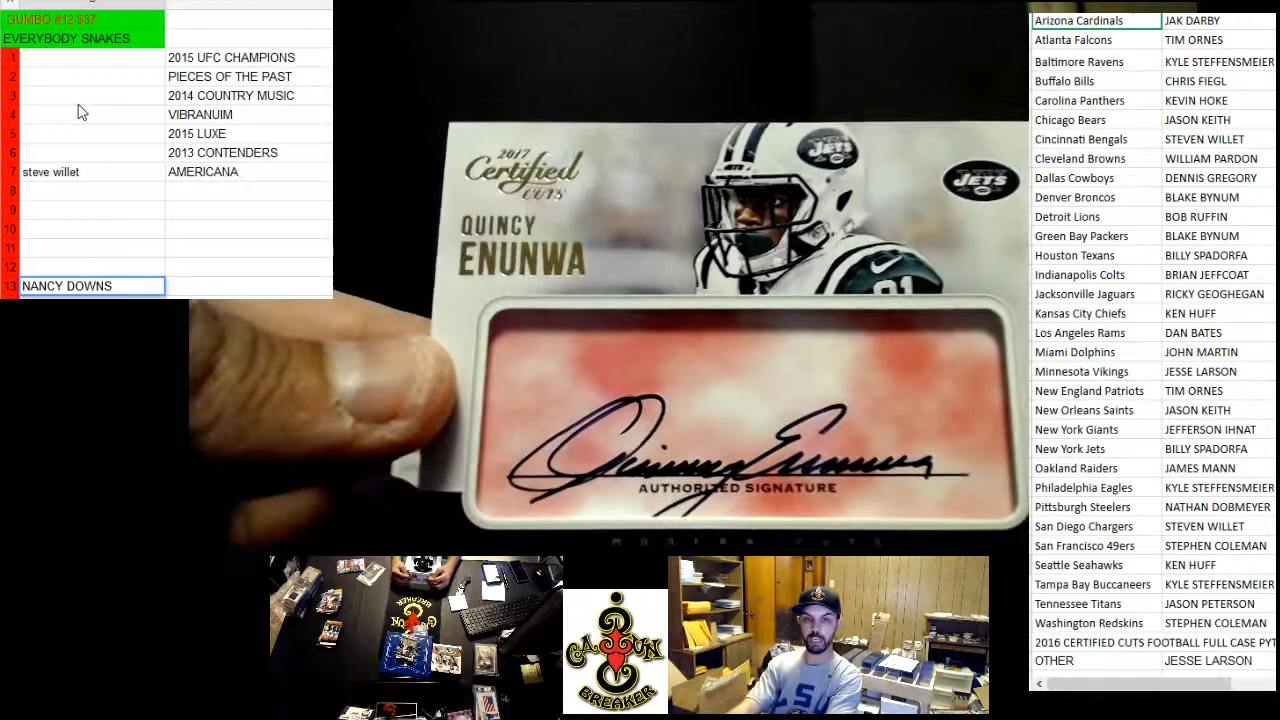 GUMBO #12 $37
EVERYBODY SNAKES
1 2015 UFC CHAMPIONS
2 PIECES OF THE PAST
3 2014 COUNTRY MUSIC
4 VIBRANUIM
5 2015 LUXE
6 2013 CONTENDERS
7 steve willet AMERICANA
8
9
10
11
12
13 NANCY DOWNS
2017
Certified
CUTS
QUINCY
ENUNWA
JETS
JETS
81
Quincy Enunwa
AUTHORIZED SIGNATURE
CAJUN
BREAKER
LSU
Arizona Cardinals JAK DARBY
Atlanta Falcons TIM ORNES
Baltimore Ravens KYLE STEFFENSMEIER
Buffalo Bills CHRIS FIEGL
Carolina Panthers KEVIN HOKE
Chicago Bears JASON KEITH
Cincinnati Bengals STEVEN WILLET
Cleveland Browns WILLIAM PARDON
Dallas Cowboys DENNIS GREGORY
Denver Broncos BLAKE BYNUM
Detroit Lions BOB RUFFIN
Green Bay Packers BLAKE BYNUM
Houston Texans BILLY SPADORFA
Indianapolis Colts BRIAN JEFFCOAT
Jacksonville Jaguars RICKY GEOGHEGAN
Kansas City Chiefs KEN HUFF
Los Angeles Rams DAN BATES
Miami Dolphins JOHN MARTIN
Minnesota Vikings JESSE LARSON
New England Patriots TIM ORNES
New Orleans Saints JASON KEITH
New York Giants JEFFERSON IHNAT
New York Jets BILLY SPADORFA
Oakland Raiders JAMES MANN
Philadelphia Eagles KYLE STEFFENSMEIER
Pittsburgh Steelers NATHAN DOBMEYER
San Diego Chargers STEVEN WILLET
San Francisco 49ers STEPHEN COLEMAN
Seattle Seahawks KEN HUFF
Tampa Bay Buccaneers KYLE STEFFENSMEIER
Tennessee Titans JASON PETERSON
Washington Redskins STEPHEN COLEMAN
2016 CERTIFIED CUTS FOOTBALL FULL CASE PYT
OTHER JESSE LARSON